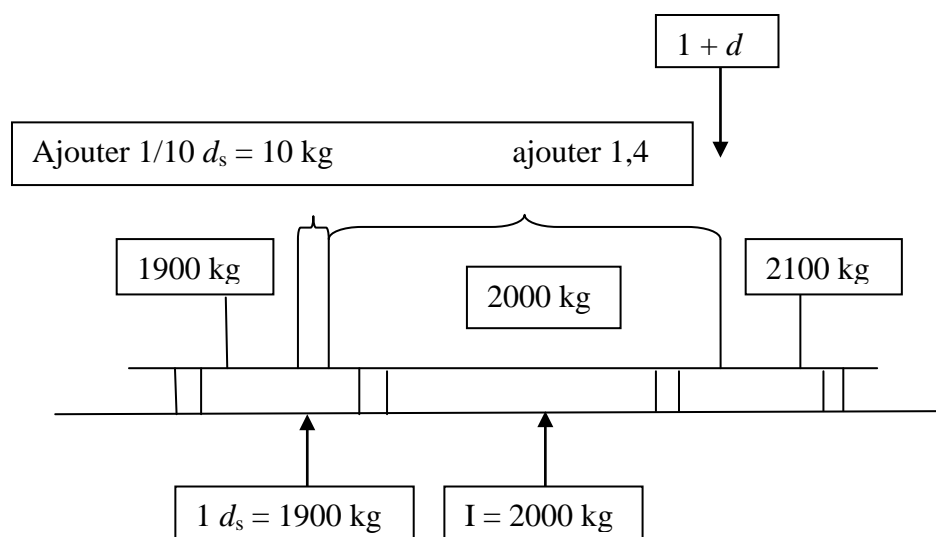 1 + d
Ajouter 1/10 ds = 10 kg ajouter 1,4
1900 kg
2000 kg
2100 kg
1 ds = 1900 kg
I = 2000 kg